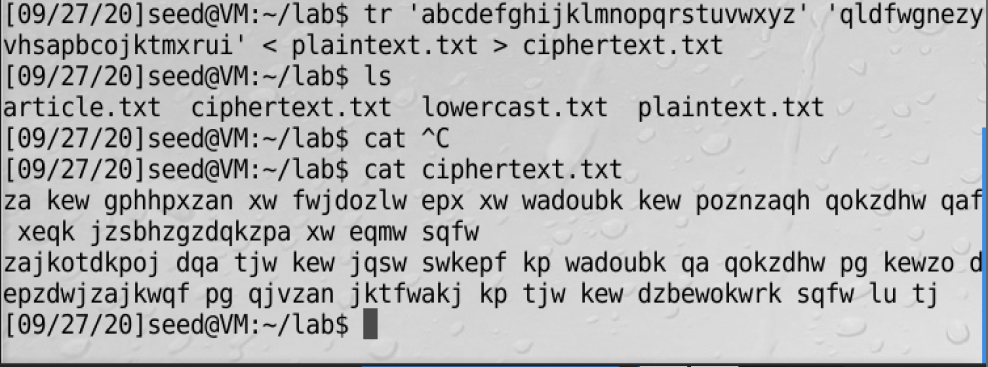 [09/27/20]seed@VM:~/lab$ tr 'abcdefghijklmnopqrstuvwxyz' 'qldfwgnezy
vhsapbcojktmxrui' < plaintext.txt > ciphertext.txt
[09/27/20]seed@VM:~/lab$ ls
article.txt  ciphertext.txt  lowercast.txt  plaintext.txt
[09/27/20]seed@VM:~/lab$ cat ^C
[09/27/20]seed@VM:~/lab$ cat ciphertext.txt
za kew gphhpxzan xw fwjdozlw epx xw wadoubk kew poznzaqh qokzdhw qaf
 xeqk jzsbhzgzdqkzpa xw eqmw sqfw
zajkotdkpoj dqa tjw kew jqsw swkepf kp wadoubk qa qokzdhw pg kewzo d
epzdwjzajkwqf pg qjvzan jktfwakj kp tjw kew dzbewokwrk sqfw lu tj
[09/27/20]seed@VM:~/lab$